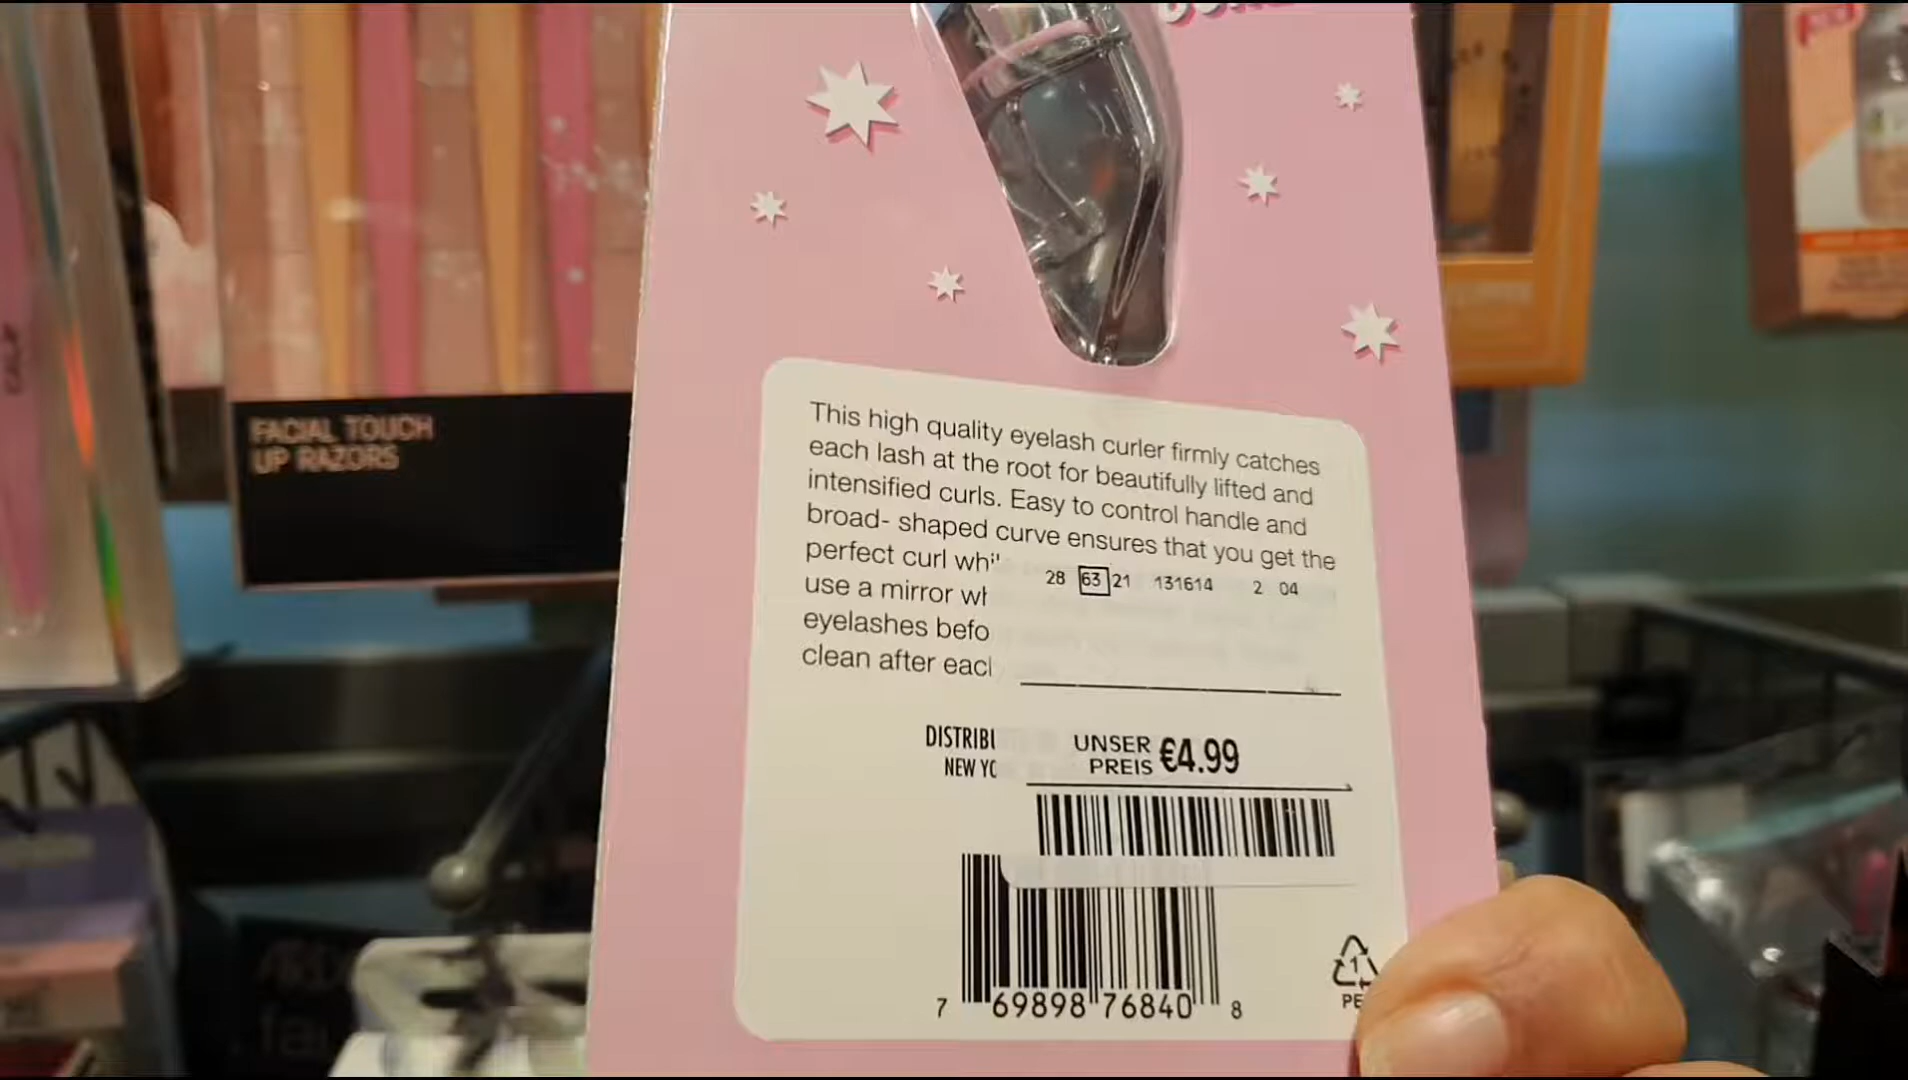 FACIAL TOUCH
UP RAZORS
This high quality eyelash curler firmly catches
each lash at the root for beautifully lifted and
intensified curls. Easy to control handle and
broad- shaped curve ensures that you get the
perfect curl whi
use a mirror wh
eyelashes befo
clean after eac
28 63 21 131614 2 04
DISTRIBU
NEW YO
UNSER
PREIS €4.99
7 69898 76840 8
1
PE